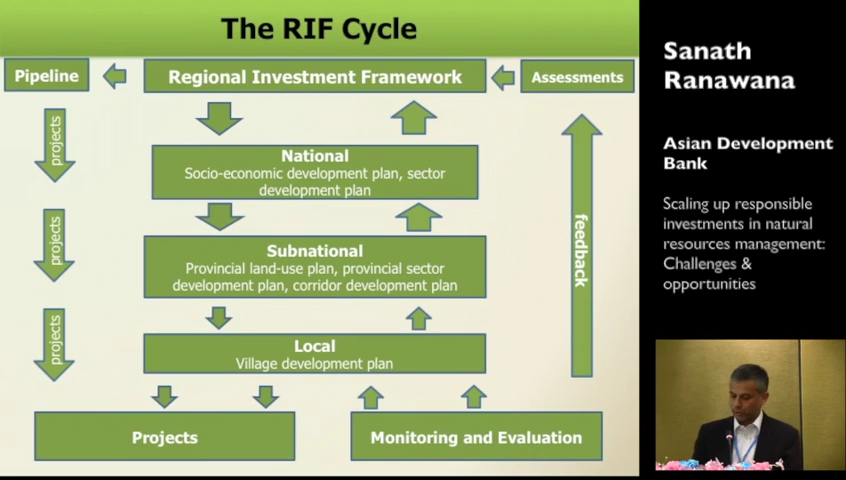 The RIF Cycle
Pipeline
Regional Investment Framework
Assessments
projects
projects
projects
National
Socio-economic development plan, sector
development plan
Subnational
Provincial land-use plan, provincial sector
development plan, corridor development plan
Local
Village development plan
feedback
Projects
Monitoring and Evaluation
Sanath
Ranawana
Asian Development
Bank
Scaling up responsible
investments in natural
resources management:
Challenges &
opportunities